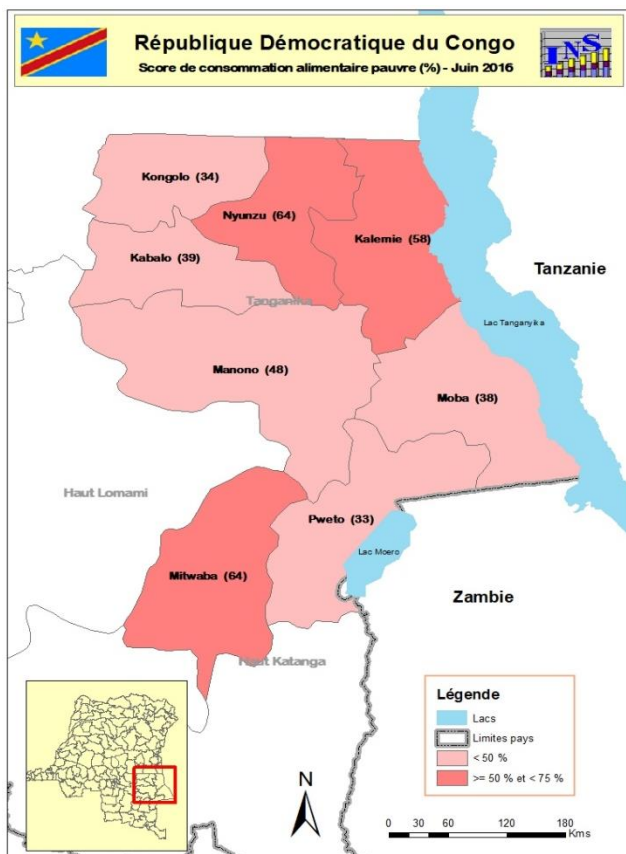 République Démocratique du Congo
Score de consommation alimentaire pauvre (%) - Juin 2016
INS
Kongolo (34)
Nyunzu (64)
Kalemie (58)
Kabalo (39)
Tanzanie
Tanganika
Lac Tanganyika
Manono (48)
Moba (38)
Haut Lomami
Pweto (33)
Lac Moero
Mitwaba (64)
Zambie
Haut Katanga
Légende
Lacs
Limites pays
< 50 %
>= 50 % et < 75 %
N
0 30 60 120 180
Kms